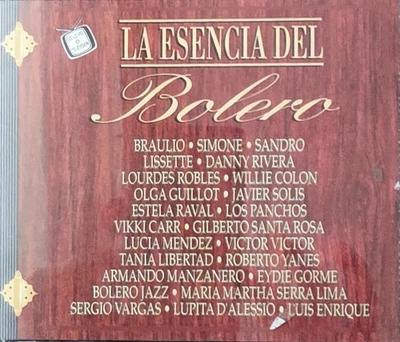 LA ESENCIA DEL
Bolero
BRAULIO • SIMONE • SANDRO
LISSETTE • DANNY RIVERA
LOURDES ROBLES • WILLIE COLON
OLGA GUILLOT • JAVIER SOLIS
ESTELA RAVAL • LOS PANCHOS
VIKKI CARR • GILBERTO SANTA ROSA
LUCIA MENDEZ • VICTOR VICTOR
TANIA LIBERTAD • ROBERTO YANES
ARMANDO MANZANERO • EYDIE GORME
BOLERO JAZZ • MARIA MARTHA SERRA LIMA
SERGIO VARGAS • LUPITA D'ALESSIO • LUIS ENRIQUE